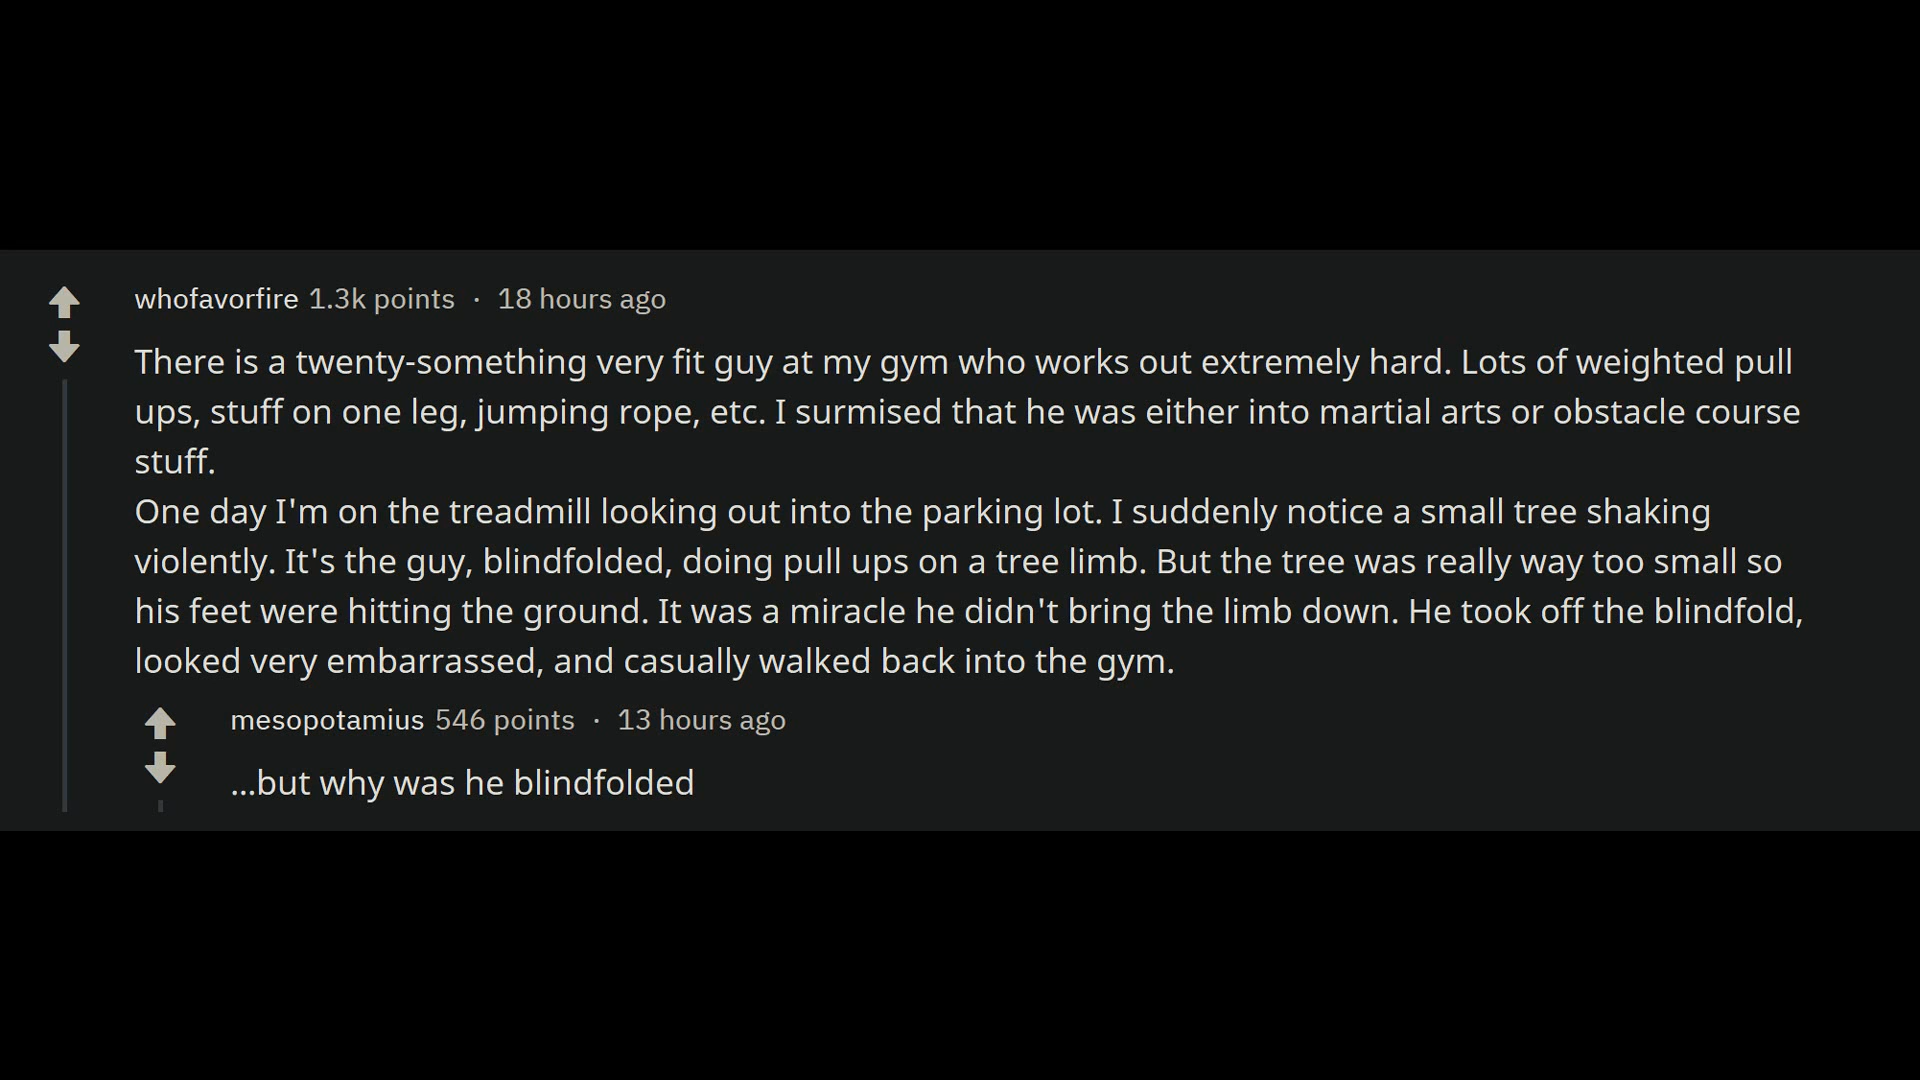 whofavorfire 1.3k points · 18 hours ago
There is a twenty-something very fit guy at my gym who works out extremely hard. Lots of weighted pull
ups, stuff on one leg, jumping rope, etc. I surmised that he was either into martial arts or obstacle course
stuff.
One day I'm on the treadmill looking out into the parking lot. I suddenly notice a small tree shaking
violently. It's the guy, blindfolded, doing pull ups on a tree limb. But the tree was really way too small so
his feet were hitting the ground. It was a miracle he didn't bring the limb down. He took off the blindfold,
looked very embarrassed, and casually walked back into the gym.
mesopotamius 546 points · 13 hours ago
...but why was he blindfolded